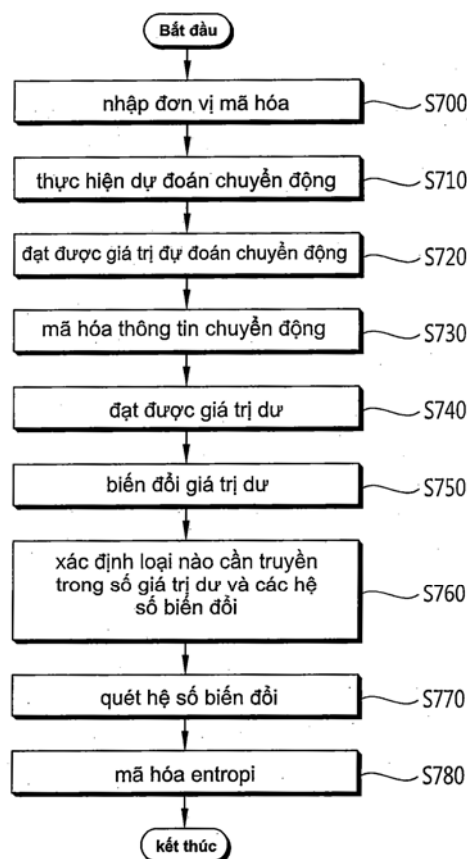 Bắt đầu
nhập đơn vị mã hóa
S700
thực hiện dự đoán chuyển động
S710
đạt được giá trị dự đoán chuyển động
S720
mã hóa thông tin chuyển động
S730
đạt được giá trị dư
S740
biến đổi giá trị dư
S750
xác định loại nào cần truyền
trong số giá trị dư và các hệ
số biến đổi
S760
quét hệ số biến đổi
S770
mã hóa entropi
S780
kết thúc